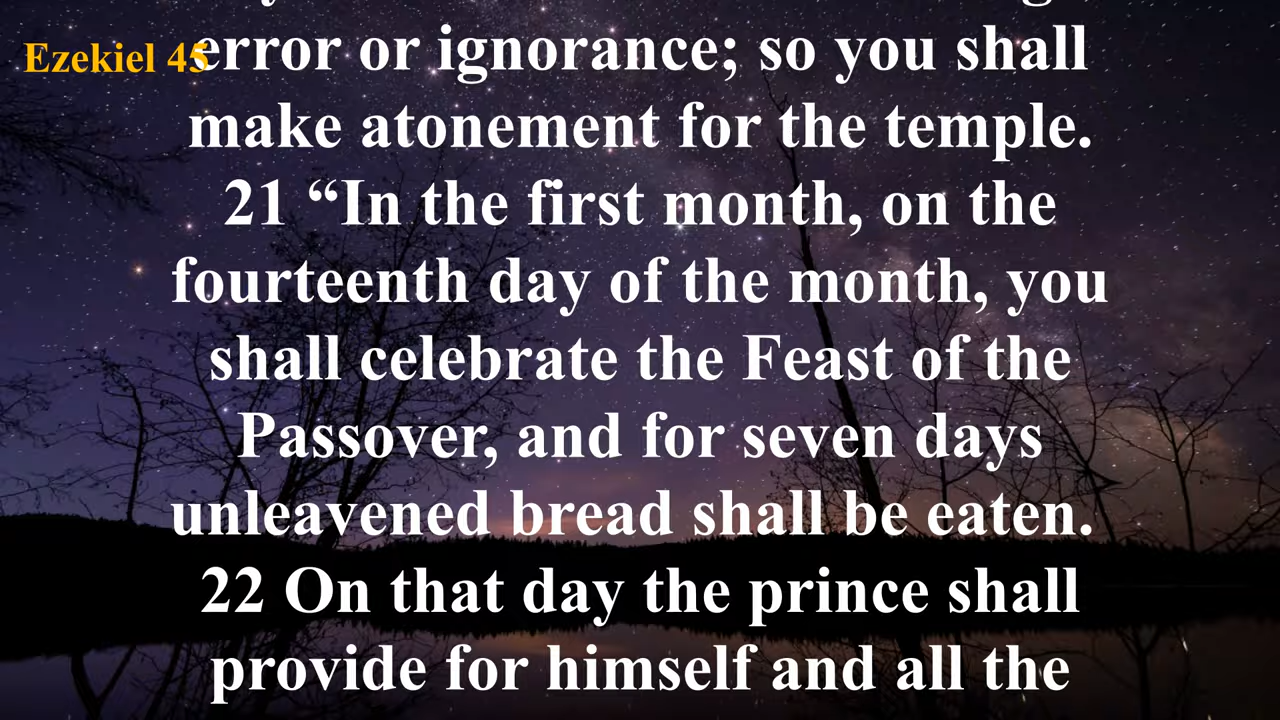 Ezekiel 45
error or ignorance; so you shall
make atonement for the temple.
21 “In the first month, on the
fourteenth day of the month, you
shall celebrate the Feast of the
Passover, and for seven days
unleavened bread shall be eaten.
22 On that day the prince shall
provide for himself and all the